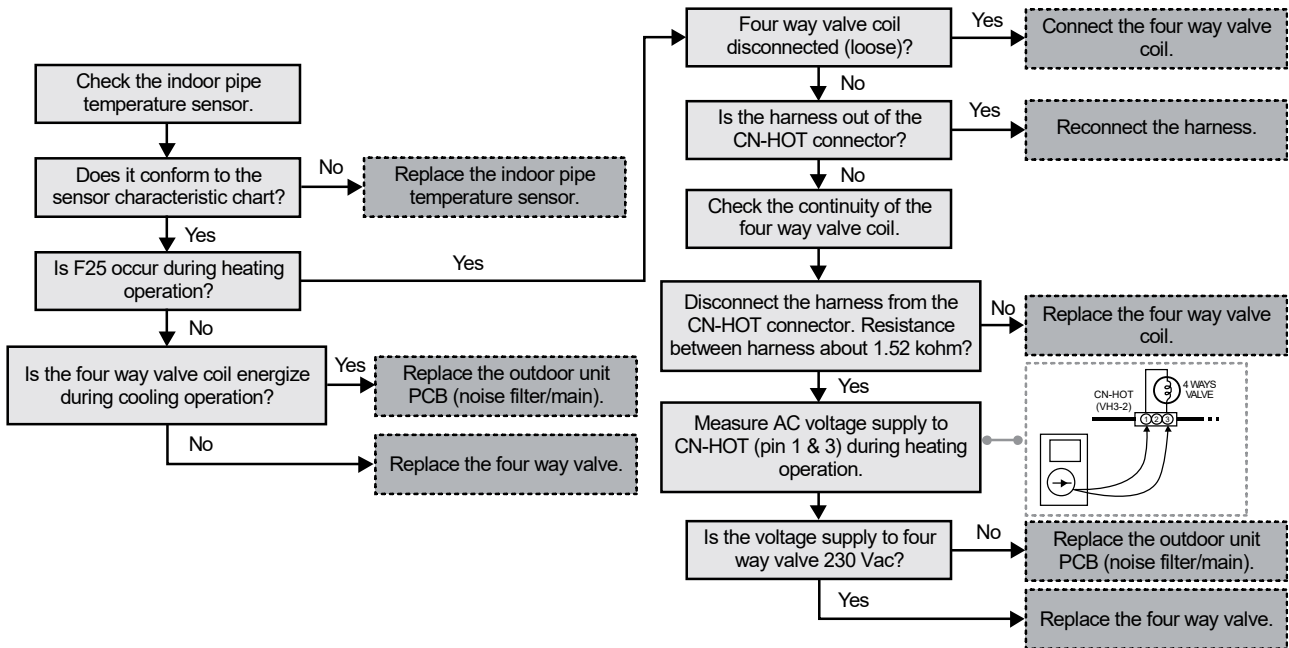 Check the indoor pipe
temperature sensor.
Does it conform to the
sensor characteristic chart?
No
Replace the indoor pipe
temperature sensor.
Yes
Is F25 occur during heating
operation?
Yes
No
Is the four way valve coil energize
during cooling operation?
Yes
Replace the outdoor unit
PCB (noise filter/main).
No
Replace the four way valve.
Four way valve coil
disconnected (loose)?
Yes
Connect the four way valve
coil.
No
Is the harness out of the
CN-HOT connector?
Yes
Reconnect the harness.
No
Check the continuity of the
four way valve coil.
Disconnect the harness from the
CN-HOT connector. Resistance
between harness about 1.52 kohm?
No
Replace the four way valve
coil.
Yes
Measure AC voltage supply to
CN-HOT (pin 1 & 3) during heating
operation.
CN-HOT
(VH3-2)
4 WAYS
VALVE
1 2 3
Is the voltage supply to four
way valve 230 Vac?
No
Replace the outdoor unit
PCB (noise filter/main).
Yes
Replace the four way valve.